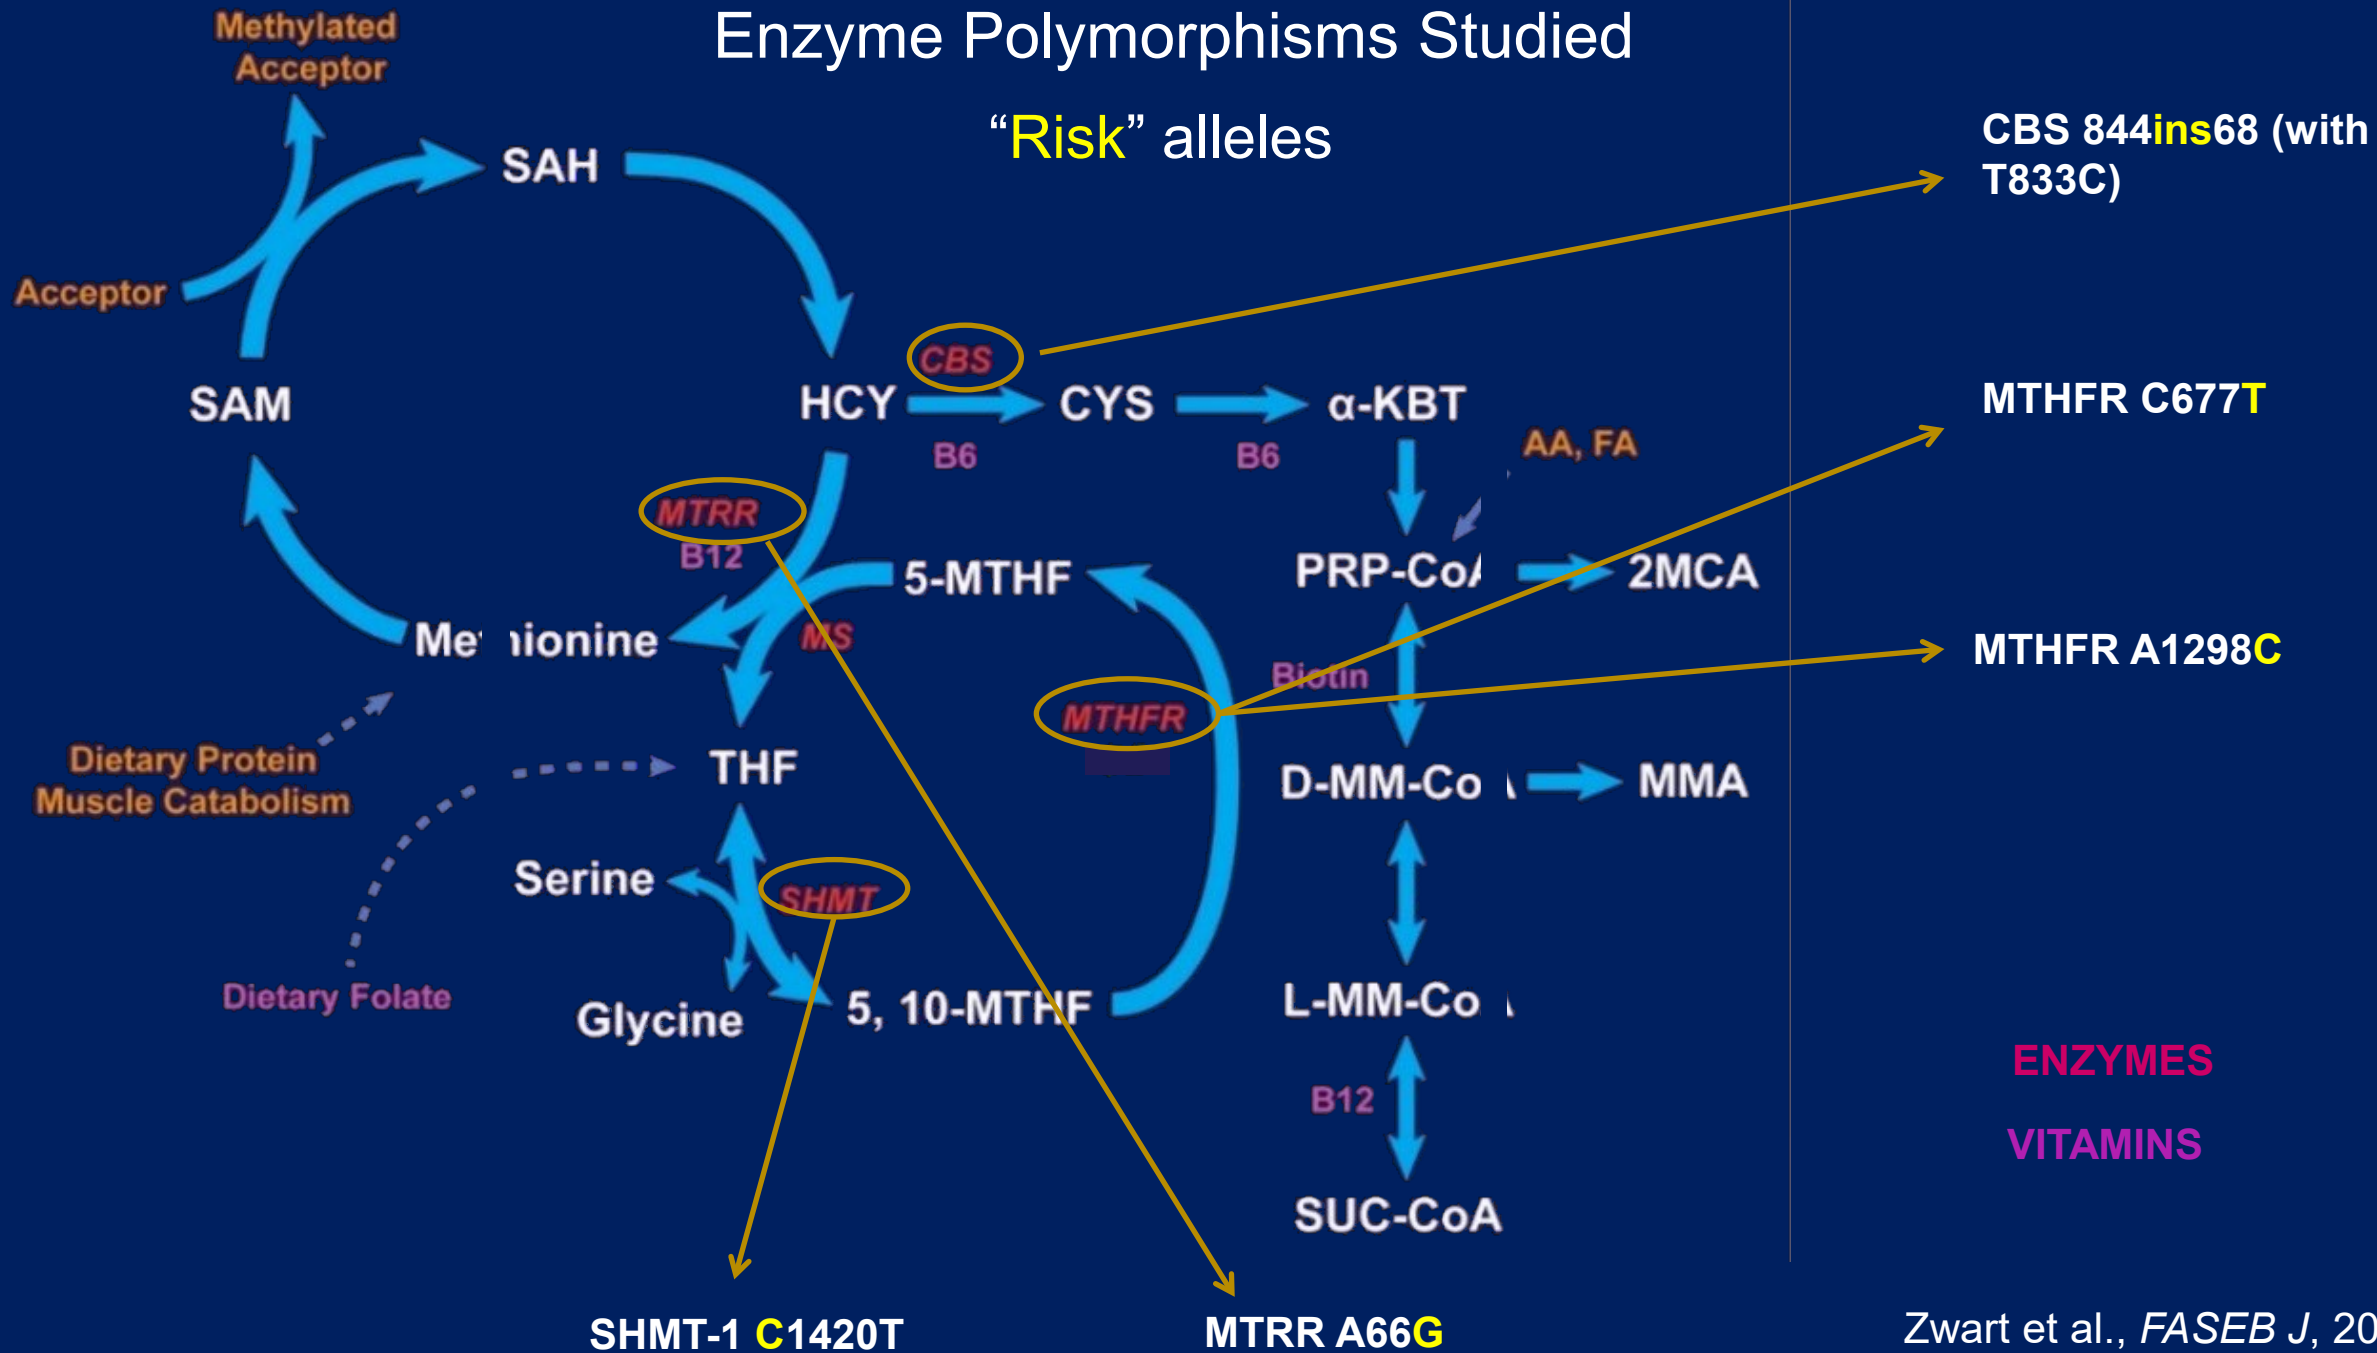 Enzyme Polymorphisms Studied
“Risk” alleles
Methylated
Acceptor
SAH
Acceptor
SAM
HCY
CBS
CYS
α-KBT
B6
B6
AA, FA
MTRR
B12
5-MTHF
PRP-CoA
2MCA
MS
Biotin
MTHFR
Dietary Protein
Muscle Catabolism
THF
D-MM-Co
MMA
Serine
SHMT
Dietary Folate
Glycine
5, 10-MTHF
L-MM-Co
B12
SUC-CoA
CBS 844ins68 (with
T833C)
MTHFR C677T
MTHFR A1298C
ENZYMES
VITAMINS
SHMT-1 C1420T
MTRR A66G
Zwart et al., FASEB J, 20